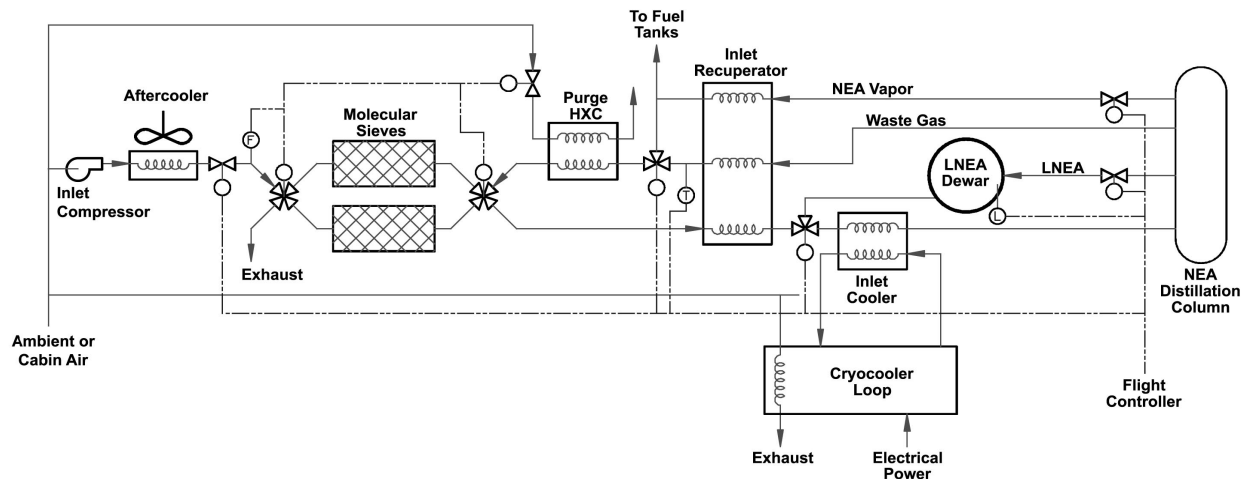 To Fuel
Tanks
Inlet
Recuperator
Aftercooler
Molecular
Sieves
Purge
HXC
NEA Vapor
Waste Gas
F
LNEA
Dewar
LNEA
Inlet
Compressor
T
L
Exhaust
Inlet
Cooler
NEA
Distillation
Column
Ambient or
Cabin Air
Cryocooler
Loop
Flight
Controller
Exhaust
Electrical
Power